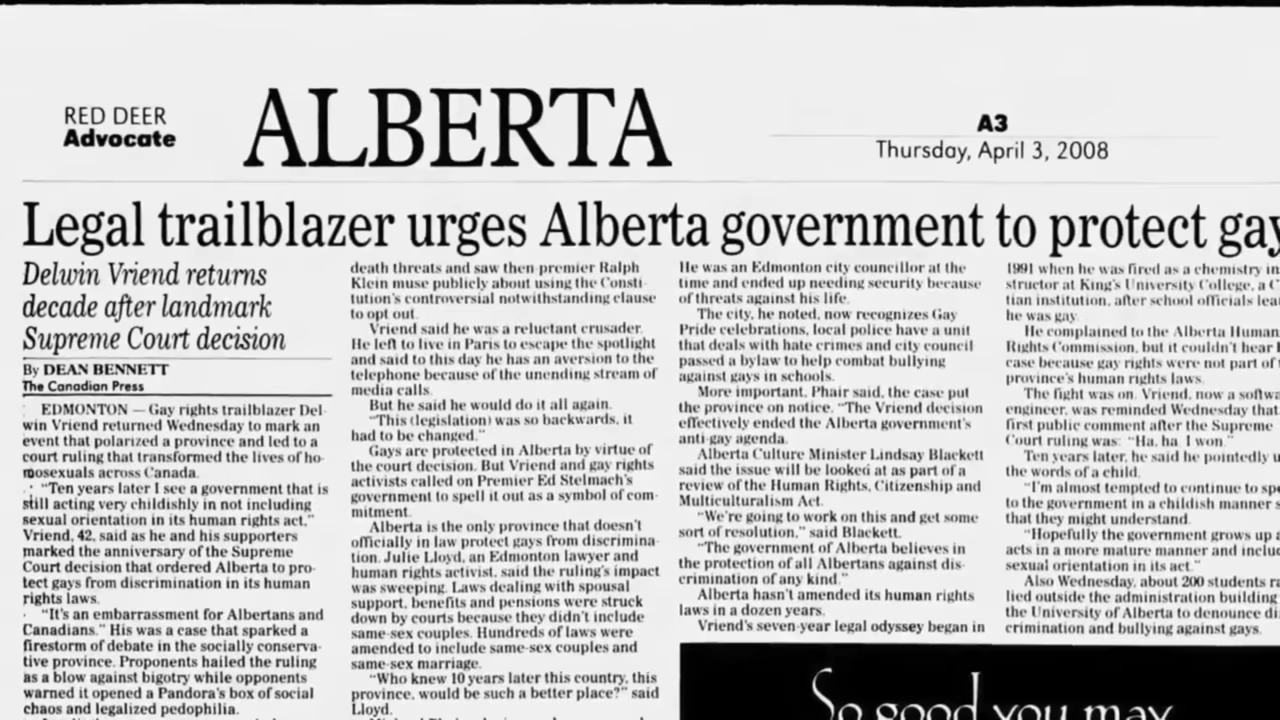 RED DEER
Advocate
ALBERTA
A3
Thursday, April 3, 2008
Legal trailblazer urges Alberta government to protect gay
Delwin Vriend returns
decade after landmark
Supreme Court decision
By DEAN BENNETT
The Canadian Press
EDMONTON — Gay rights trailblazer Del-
win Vriend returned Wednesday to mark an
event that polarized a province and led to a
court ruling that transformed the lives of ho-
mosexuals across Canada.
"Ten years later I see a government that is
still acting very childishly in not including
sexual orientation in its human rights act,"
Vriend, 42, said as he and his supporters
marked the anniversary of the Supreme
Court decision that ordered Alberta to pro-
tect gays from discrimination in its human
rights laws.
"It's an embarrassment for Albertans and
Canadians." His was a case that sparked a
firestorm of debate in the socially conserva-
tive province. Proponents hailed the ruling
as a blow against bigotry while opponents
warned it opened a Pandora's box of social
chaos and legalized pedophilia.
death threats and saw then premier Ralph
Klein muse publicly about using the Consti-
tution's controversial notwithstanding clause
to opt out.
Vriend said he was a reluctant crusader.
He left to live in Paris to escape the spotlight
and said to this day he has an aversion to the
telephone because of the unending stream of
media calls.
But he said he would do it all again.
"This (legislation) was so backwards, it
had to be changed."
Gays are protected in Alberta by virtue of
the court decision. But Vriend and gay rights
activists called on Premier Ed Stelmach's
government to spell it out as a symbol of com-
mitment.
Alberta is the only province that doesn't
officially in law protect gays from discrimina-
tion. Julie Lloyd, an Edmonton lawyer and
human rights activist, said the ruling's impact
was sweeping. Laws dealing with spousal
support, benefits and pensions were struck
down by courts because they didn't include
same-sex couples. Hundreds of laws were
amended to include same-sex couples and
same-sex marriage.
"Who knew 10 years later this country, this
province, would be such a better place?" said
Lloyd.
He was an Edmonton city councillor at the
time and ended up needing security because
of threats against his life.
The city, he noted, now recognizes Gay
Pride celebrations, local police have a unit
that deals with hate crimes and city council
passed a bylaw to help combat bullying
against gays in schools.
More important, Phair said, the case put
the province on notice. "The Vriend decision
effectively ended the Alberta government's
anti-gay agenda.
Alberta Culture Minister Lindsay Blackett
said the issue will be looked at as part of a
review of the Human Rights, Citizenship and
Multiculturalism Act.
"We're going to work on this and get some
sort of resolution," said Blackett.
"The government of Alberta believes in
the protection of all Albertans against dis-
crimination of any kind."
Alberta hasn't amended its human rights
laws in a dozen years.
Vriend's seven-year legal odyssey began in
1991 when he was fired as a chemistry in
structor at King's University College, a C
tian institution, after school officials lea
he was gay.
He complained to the Alberta Human
Rights Commission, but it couldn't hear
case because gay rights were not part of
province's human rights laws.
The fight was on. Vriend, now a softwa
engineer, was reminded Wednesday that
first public comment after the Supreme
Court ruling was: "Ha, ha. I won."
Ten years later, he said he pointedly u
the words of a child.
"I'm almost tempted to continue to spe
to the government in a childish manner s
that they might understand.
"Hopefully the government grows up a
acts in a more mature manner and inclu
sexual orientation in its act."
Also Wednesday, about 200 students ra
lied outside the administration building
the University of Alberta to denounce di
crimination and bullying against gays.
So good you may